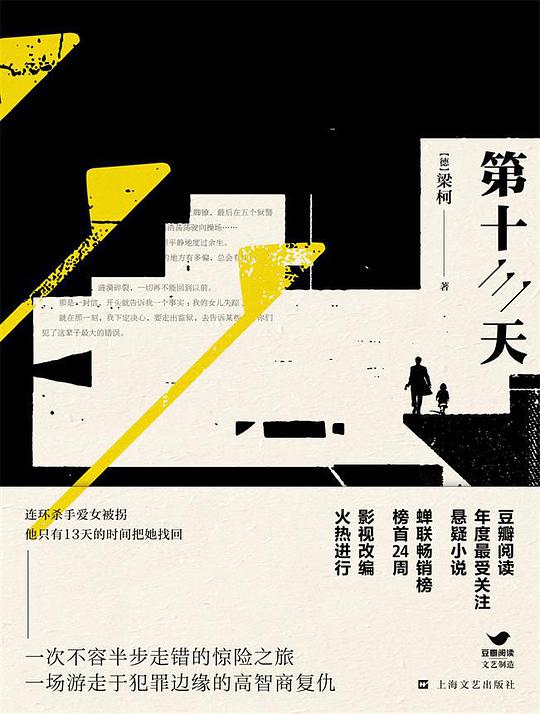 第十三天
［德］梁柯 著
脚镣，最后在五个狱警
浩荡荡驶向操场……
平静地度过余生。
的地方有多偏，总会有
涟漪碎裂，一切再不能回到以前。
那是一封信，开头就告诉我一个事实：我的女儿失踪
就在那一刻，我下定决心，要走出监狱，去告诉某些 你们
犯了这辈子最大的错误。
连环杀手爱女被拐
他只有13天的时间把她找回
豆瓣阅读
年度最受关注
悬疑小说
蝉联畅销榜
榜首24周
影视改编
火热进行
一次不容半步走错的惊险之旅
一场游走于犯罪边缘的高智商复仇
豆瓣阅读
文艺制造
上海文艺出版社